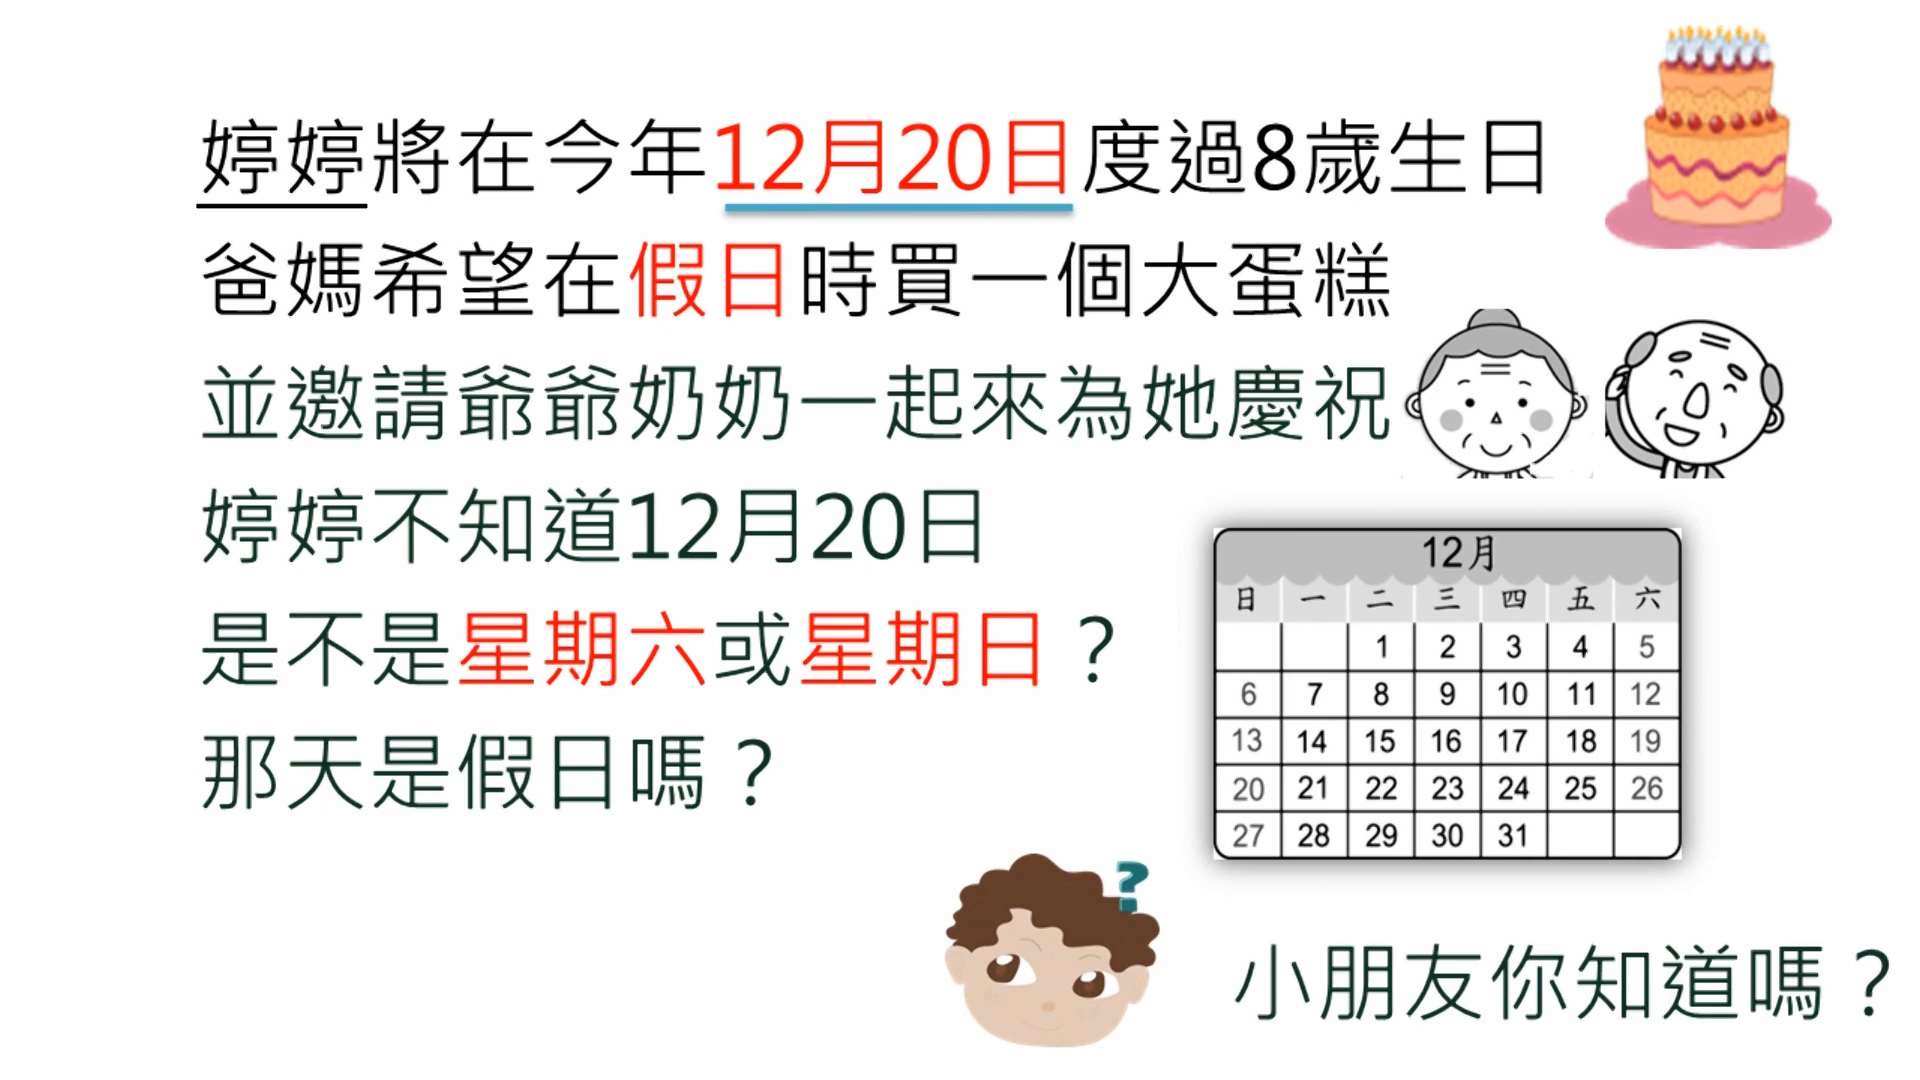 婷婷將在今年12月20日度過8歲生日
爸媽希望在假日時買一個大蛋糕
並邀請爺爺奶奶一起來為她慶祝
婷婷不知道12月20日
是不是星期六或星期日？
那天是假日嗎？
12月
日 一 二 三 四 五 六
1 2 3 4 5
6 7 8 9 10 11 12
13 14 15 16 17 18 19
20 21 22 23 24 25 26
27 28 29 30 31
?
小朋友你知道嗎？